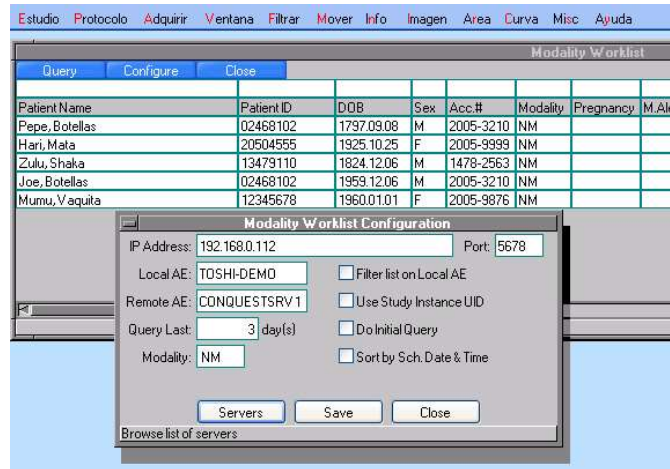 Estudio Protocolo Adquirir Ventana Filtrar Mover Info Imagen Area Curva Misc Ayuda
Modality Worklist
Query Configure Close
Patient Name Patient ID DOB Sex Acc.# Modality Pregnancy M.Ale
Pepe, Botellas 02468102 1797.09.08 M 2005-3210 NM
Hari, Mata 20504555 1925.10.25 F 2005-9999 NM
Zulu, Shaka 13479110 1824.12.06 M 1478-2563 NM
Joe, Botellas 02468102 1959.12.06 M 2005-3210 NM
Mumu, Vaquita 12345678 1960.01.01 F 2005-9876 NM
Modality Worklist Configuration
IP Address: 192.168.0.112 Port: 5678
Local AE: TOSHI-DEMO Filter list on Local AE
Remote AE: CONQUESTSRV1 Use Study Instance UID
Query Last: 3 day(s) Do Initial Query
Modality: NM Sort by Sch. Date & Time
Servers Save Close
Browse list of servers